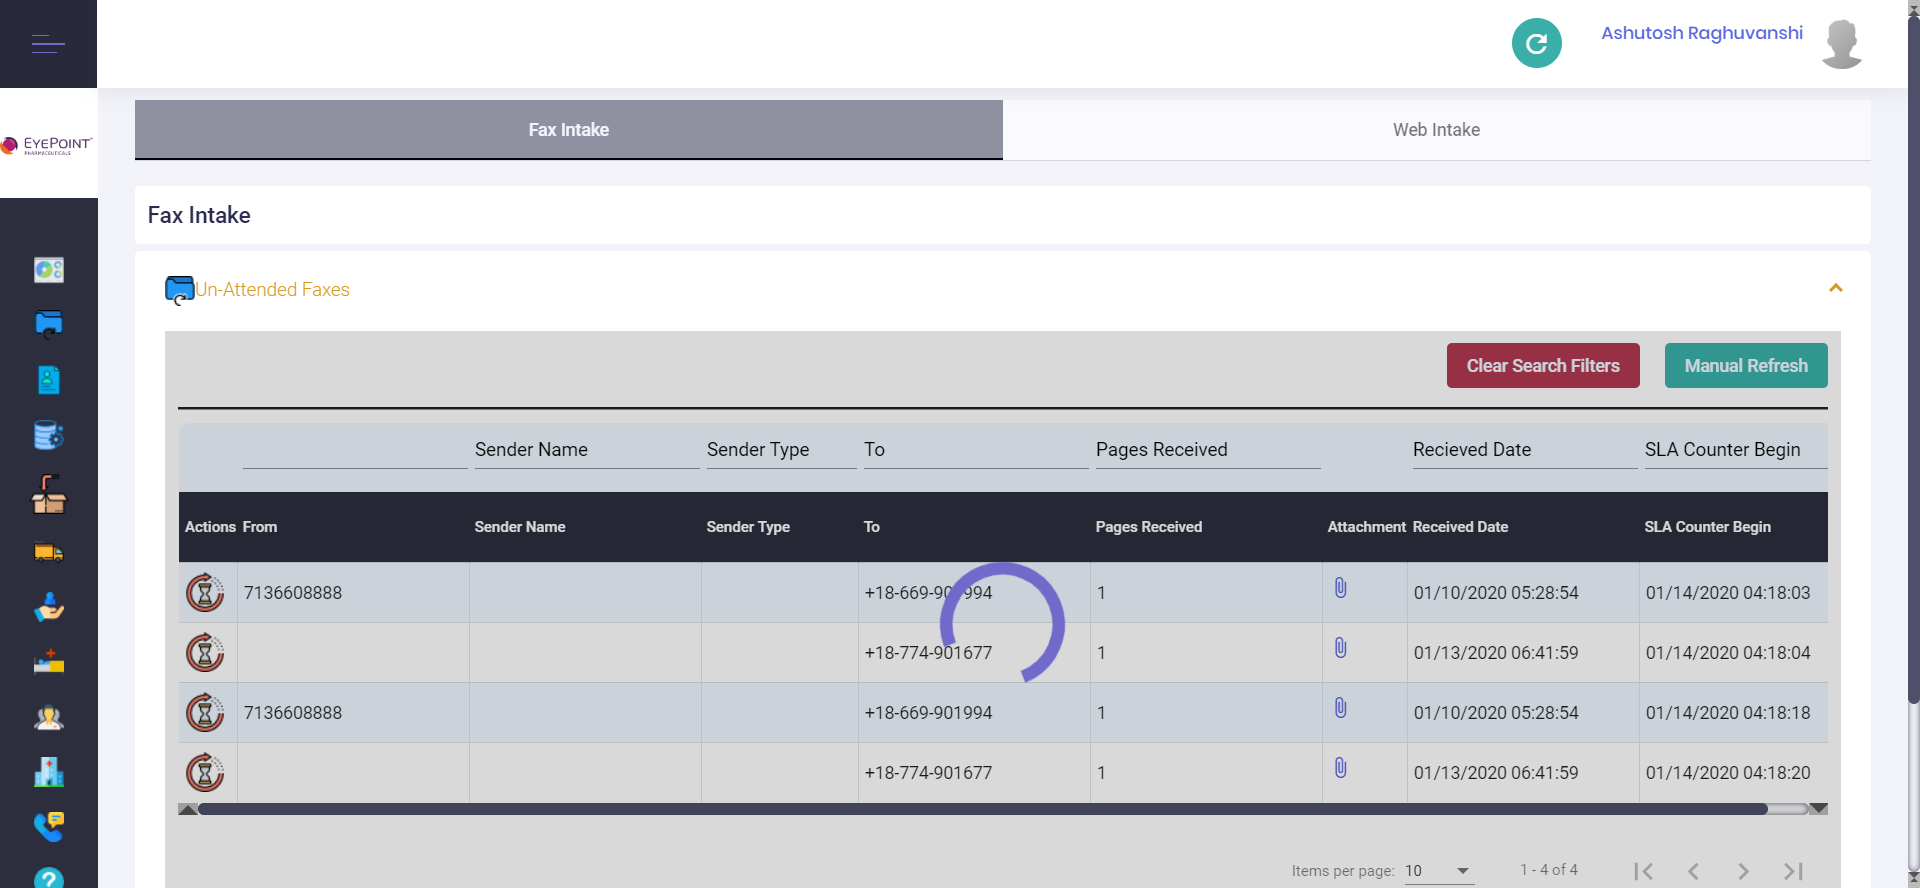 Ashutosh Raghuvanshi
EYEPOINT
PHARMACEUTICALS
Fax Intake
Web Intake
Fax Intake
Un-Attended Faxes
Clear Search Filters
Manual Refresh
Sender Name Sender Type To Pages Received Recieved Date SLA Counter Begin
Actions From Sender Name Sender Type To Pages Received Attachment Received Date SLA Counter Begin
7136608888 +18-669-901994 1 01/10/2020 05:28:54 01/14/2020 04:18:03
+18-774-901677 1 01/13/2020 06:41:59 01/14/2020 04:18:04
7136608888 +18-669-901994 1 01/10/2020 05:28:54 01/14/2020 04:18:18
+18-774-901677 1 01/13/2020 06:41:59 01/14/2020 04:18:20
Items per page: 10 1 - 4 of 4